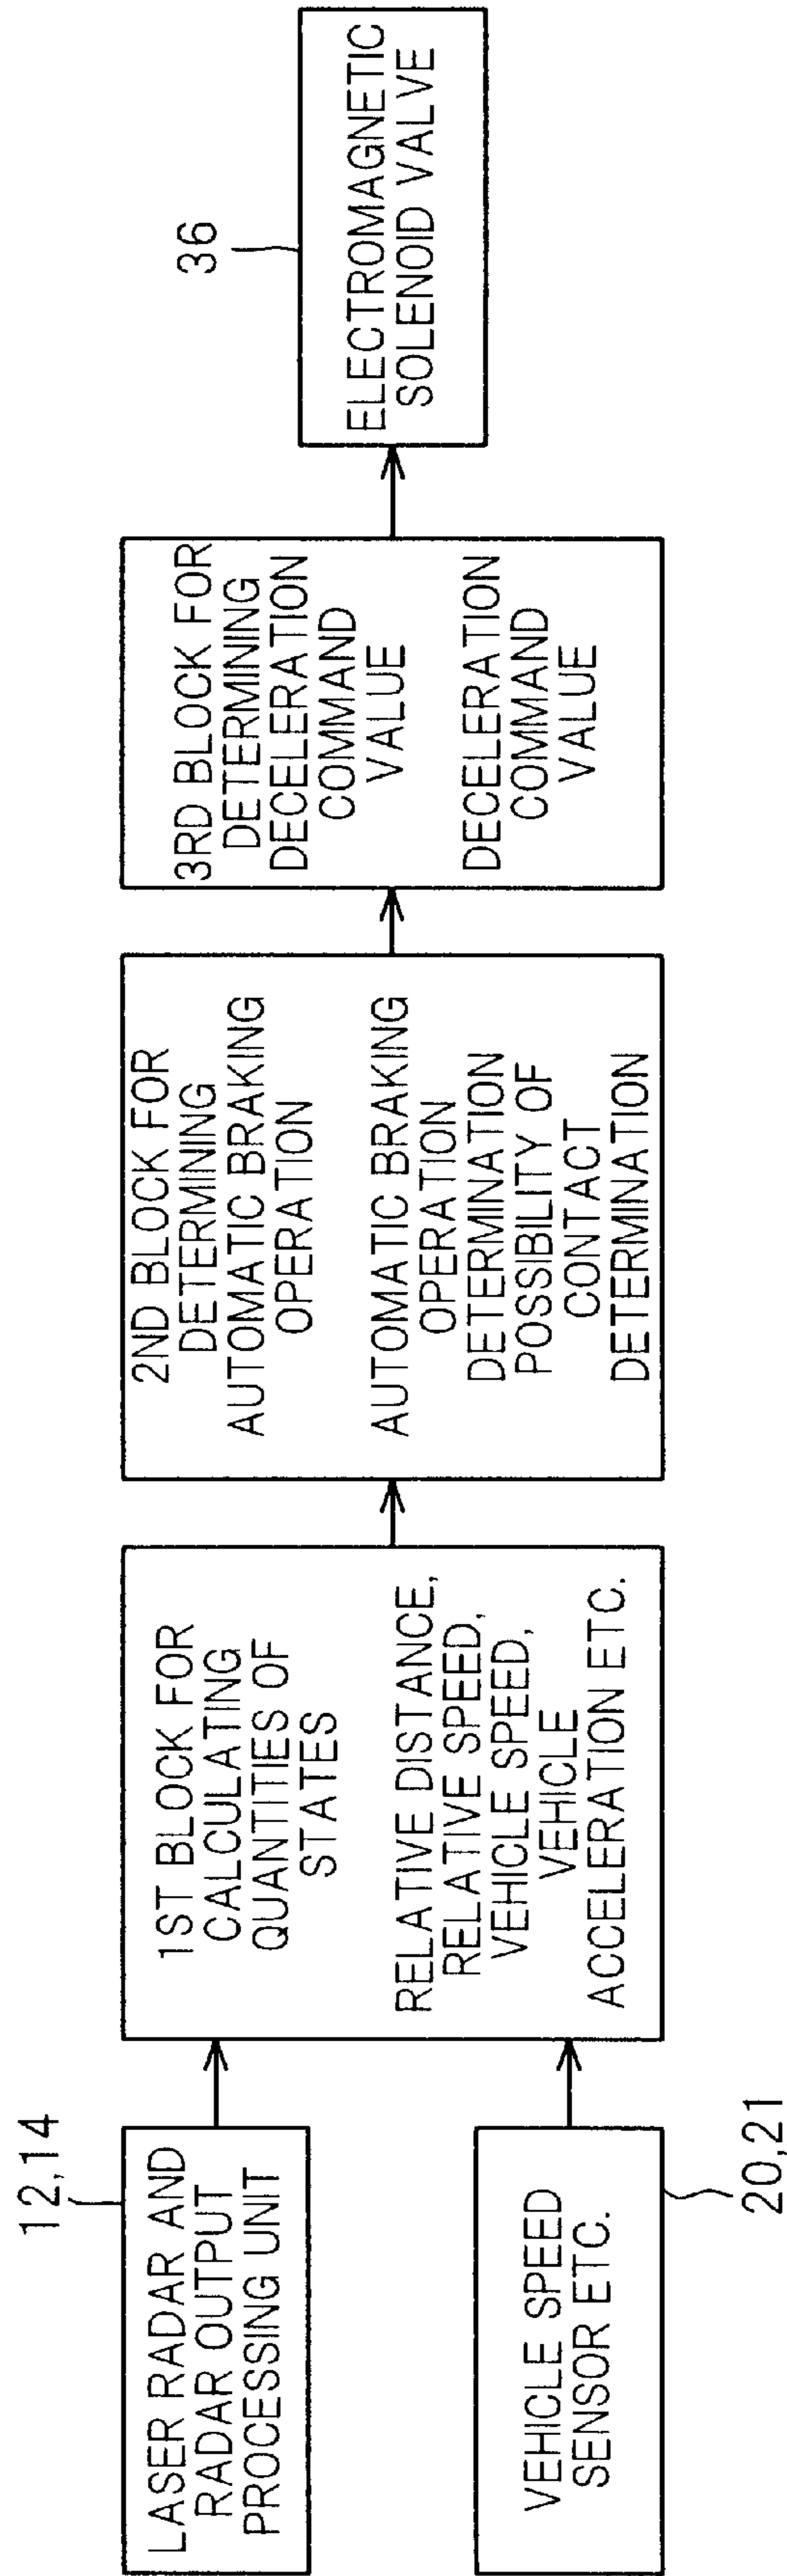 12,14
LASER RADAR AND
RADAR OUTPUT
PROCESSING UNIT
VEHICLE SPEED
SENSOR ETC.
20,21
1ST BLOCK FOR
CALCULATING
QUANTITIES OF
STATES
RELATIVE DISTANCE,
RELATIVE SPEED,
VEHICLE SPEED,
VEHICLE
ACCELERATION ETC.
2ND BLOCK FOR
DETERMINING
AUTOMATIC BRAKING
OPERATION
AUTOMATIC BRAKING
OPERATION
DETERMINATION
POSSIBILITY OF
CONTACT
DETERMINATION
3RD BLOCK FOR
DETERMINING
DECELERATION
COMMAND
VALUE
DECELERATION
COMMAND
VALUE
36
ELECTROMAGNETIC
SOLENOID VALVE